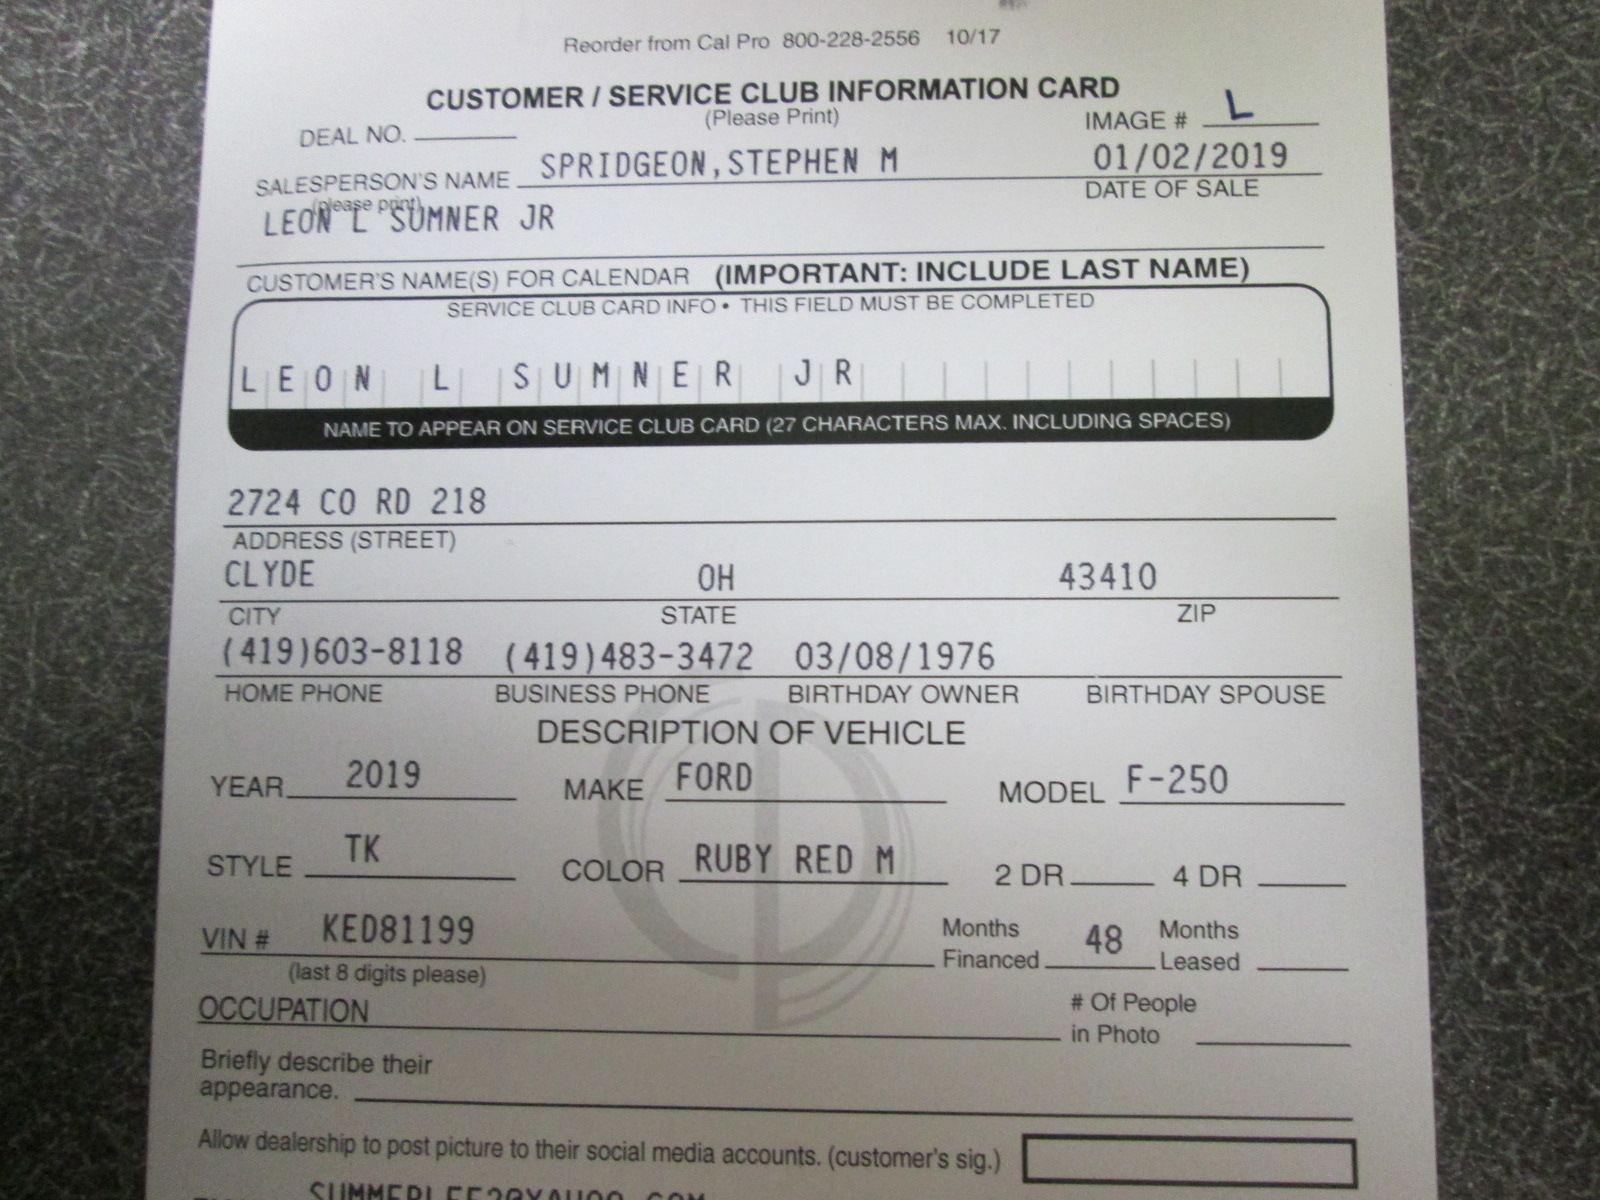 Reorder from Cal Pro 800-228-2556 10/17
CUSTOMER / SERVICE CLUB INFORMATION CARD
(Please Print)
DEAL NO.
IMAGE # L
SALESPERSON'S NAME SPRIDGEON,STEPHEN M 01/02/2019
(please print) DATE OF SALE
LEON L SUMNER JR
CUSTOMER'S NAME(S) FOR CALENDAR (IMPORTANT: INCLUDE LAST NAME)
SERVICE CLUB CARD INFO • THIS FIELD MUST BE COMPLETED
LEON L SUMNER JR
NAME TO APPEAR ON SERVICE CLUB CARD (27 CHARACTERS MAX. INCLUDING SPACES)
2724 CO RD 218
ADDRESS (STREET)
CLYDE OH 43410
CITY STATE ZIP
(419)603-8118 (419)483-3472 03/08/1976
HOME PHONE BUSINESS PHONE BIRTHDAY OWNER BIRTHDAY SPOUSE
DESCRIPTION OF VEHICLE
YEAR 2019 MAKE FORD MODEL F-250
STYLE TK COLOR RUBY RED M 2 DR 4 DR
VIN # KED81199 Months Financed 48 Months Leased
(last 8 digits please)
OCCUPATION # Of People in Photo
Briefly describe their
appearance.
Allow dealership to post picture to their social media accounts. (customer's sig.)